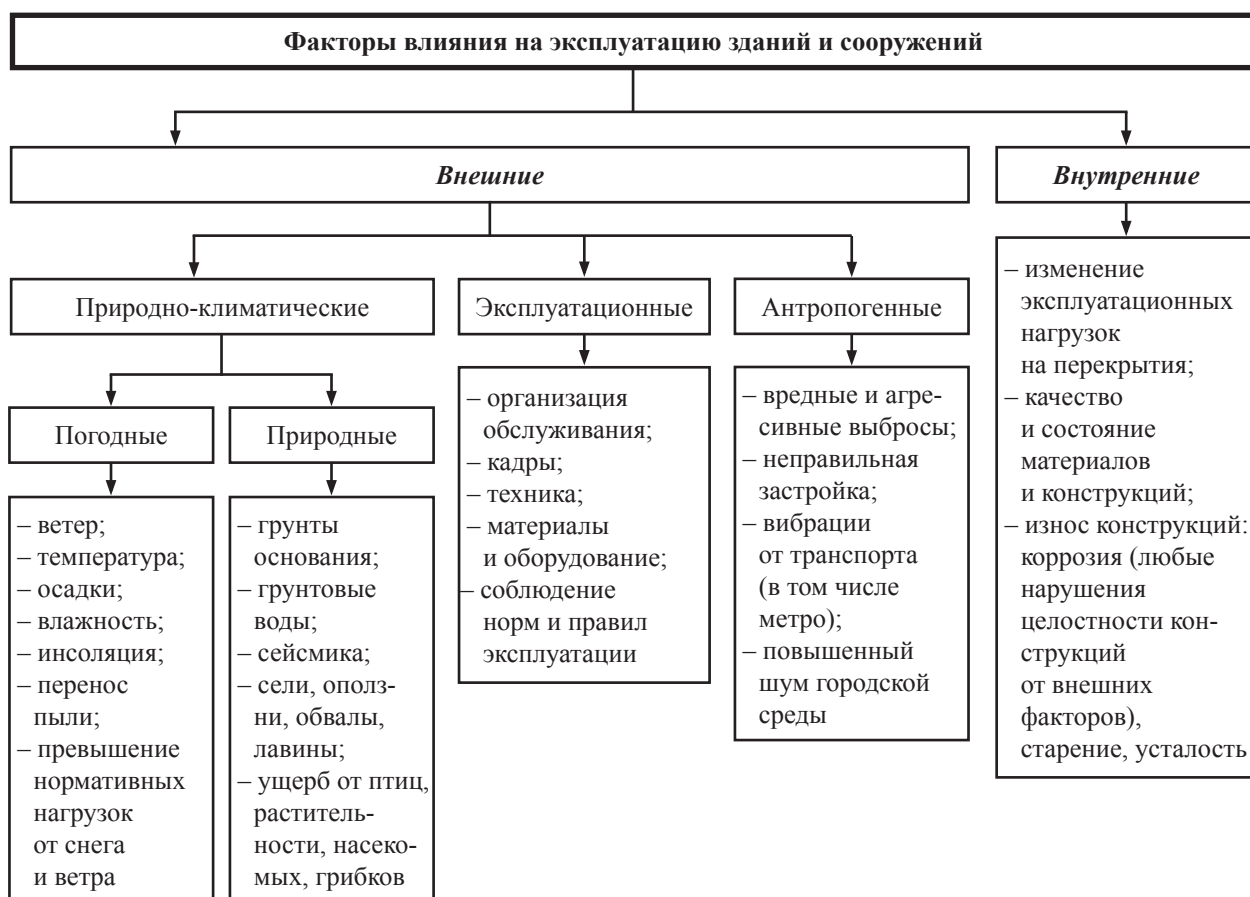 Факторы влияния на эксплуатацию зданий и сооружений
Внешние
Внутренние
Природно-климатические
Эксплуатационные
Антропогенные
Погодные
Природные
– ветер;
– температура;
– осадки;
– влажность;
– инсоляция;
– перенос
пыли;
– превышение
нормативных
нагрузок
от снега
и ветра
– грунты
основания;
– грунтовые
воды;
– сейсмика;
– сели, ополз-
ни, обвалы,
лавины;
– ущерб от птиц,
раститель-
ности, насеко-
мых, грибков
– организация
обслуживания;
– кадры;
– техника;
– материалы
и оборудование;
– соблюдение
норм и правил
эксплуатации
– вредные и агре-
сивные выбросы;
– неправильная
застройка;
– вибрации
от транспорта
(в том числе
метро);
– повышенный
шум городской
среды
– изменение
эксплуатационных
нагрузок
на перекрытия;
– качество
и состояние
материалов
и конструкций;
– износ конструкций:
коррозия (любые
нарушения
целостности кон-
струкций
от внешних
факторов),
старение, усталость